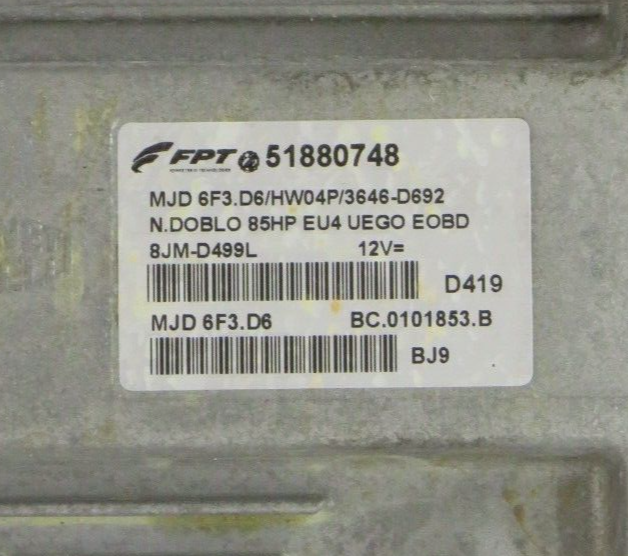 FPT 51880748
MJD 6F3.D6/HW04P/3646-D692
N.DOBLO 85HP EU4 UEGO EOBD
8JM-D499L 12V=
D419
MJD 6F3.D6 BC.0101853.B
BJ9